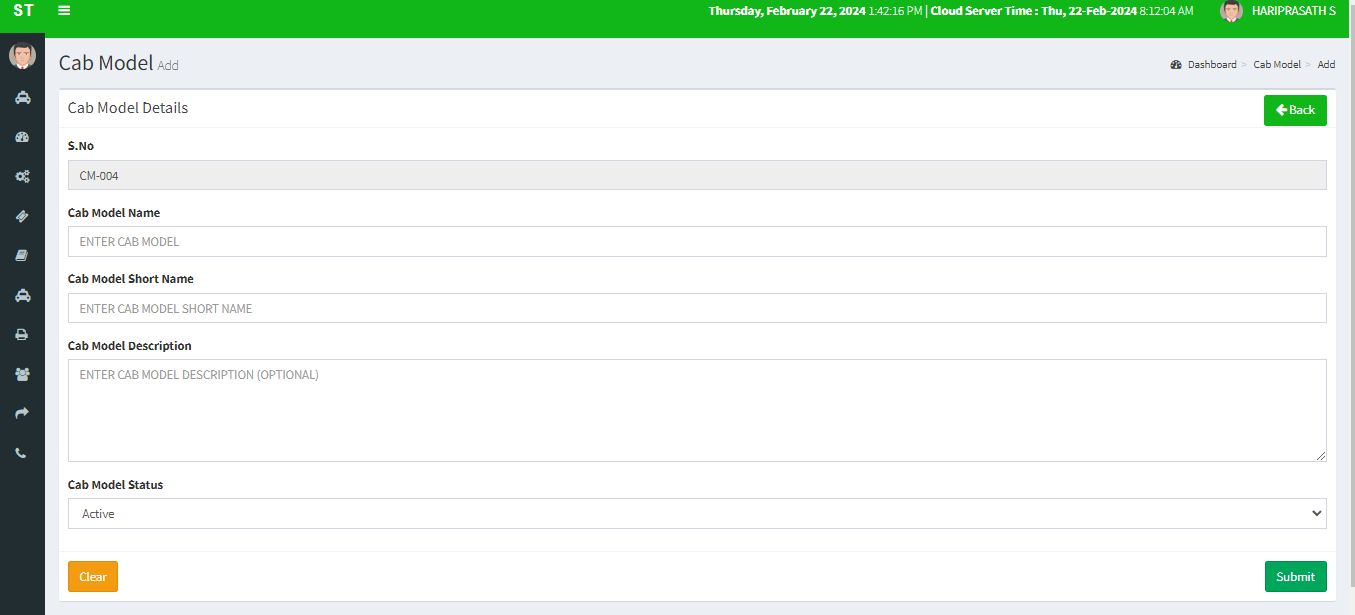 ST
Thursday, February 22, 2024 1:42:16 PM | Cloud Server Time : Thu, 22-Feb-2024 8:12:04 AM
HARIPRASATH S
Cab Model Add
Dashboard > Cab Model > Add
Cab Model Details
Back
S.No
CM-004
Cab Model Name
ENTER CAB MODEL
Cab Model Short Name
ENTER CAB MODEL SHORT NAME
Cab Model Description
ENTER CAB MODEL DESCRIPTION (OPTIONAL)
Cab Model Status
Active
Clear
Submit